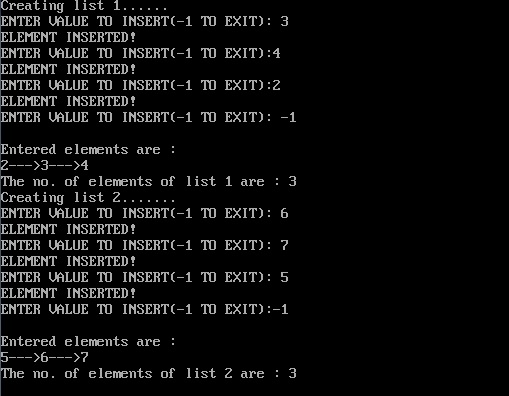 Creating list 1......
ENTER VALUE TO INSERT(-1 TO EXIT): 3
ELEMENT INSERTED!
ENTER VALUE TO INSERT(-1 TO EXIT):4
ELEMENT INSERTED!
ENTER VALUE TO INSERT(-1 TO EXIT):2
ELEMENT INSERTED!
ENTER VALUE TO INSERT(-1 TO EXIT): -1
Entered elements are :
2--->3--->4
The no. of elements of list 1 are : 3
Creating list 2.......
ENTER VALUE TO INSERT(-1 TO EXIT): 6
ELEMENT INSERTED!
ENTER VALUE TO INSERT(-1 TO EXIT): 7
ELEMENT INSERTED!
ENTER VALUE TO INSERT(-1 TO EXIT): 5
ELEMENT INSERTED!
ENTER VALUE TO INSERT(-1 TO EXIT):-1
Entered elements are :
5--->6--->7
The no. of elements of list 2 are : 3